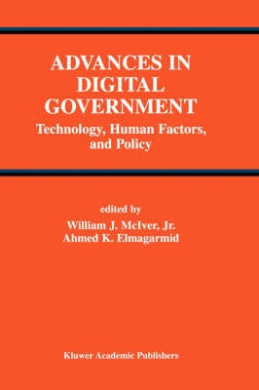 ADVANCES IN
DIGITAL
GOVERNMENT
Technology, Human Factors,
and Policy
edited by
William J. McIver, Jr.
Ahmed K. Elmagarmid
Kluwer Academic Publishers